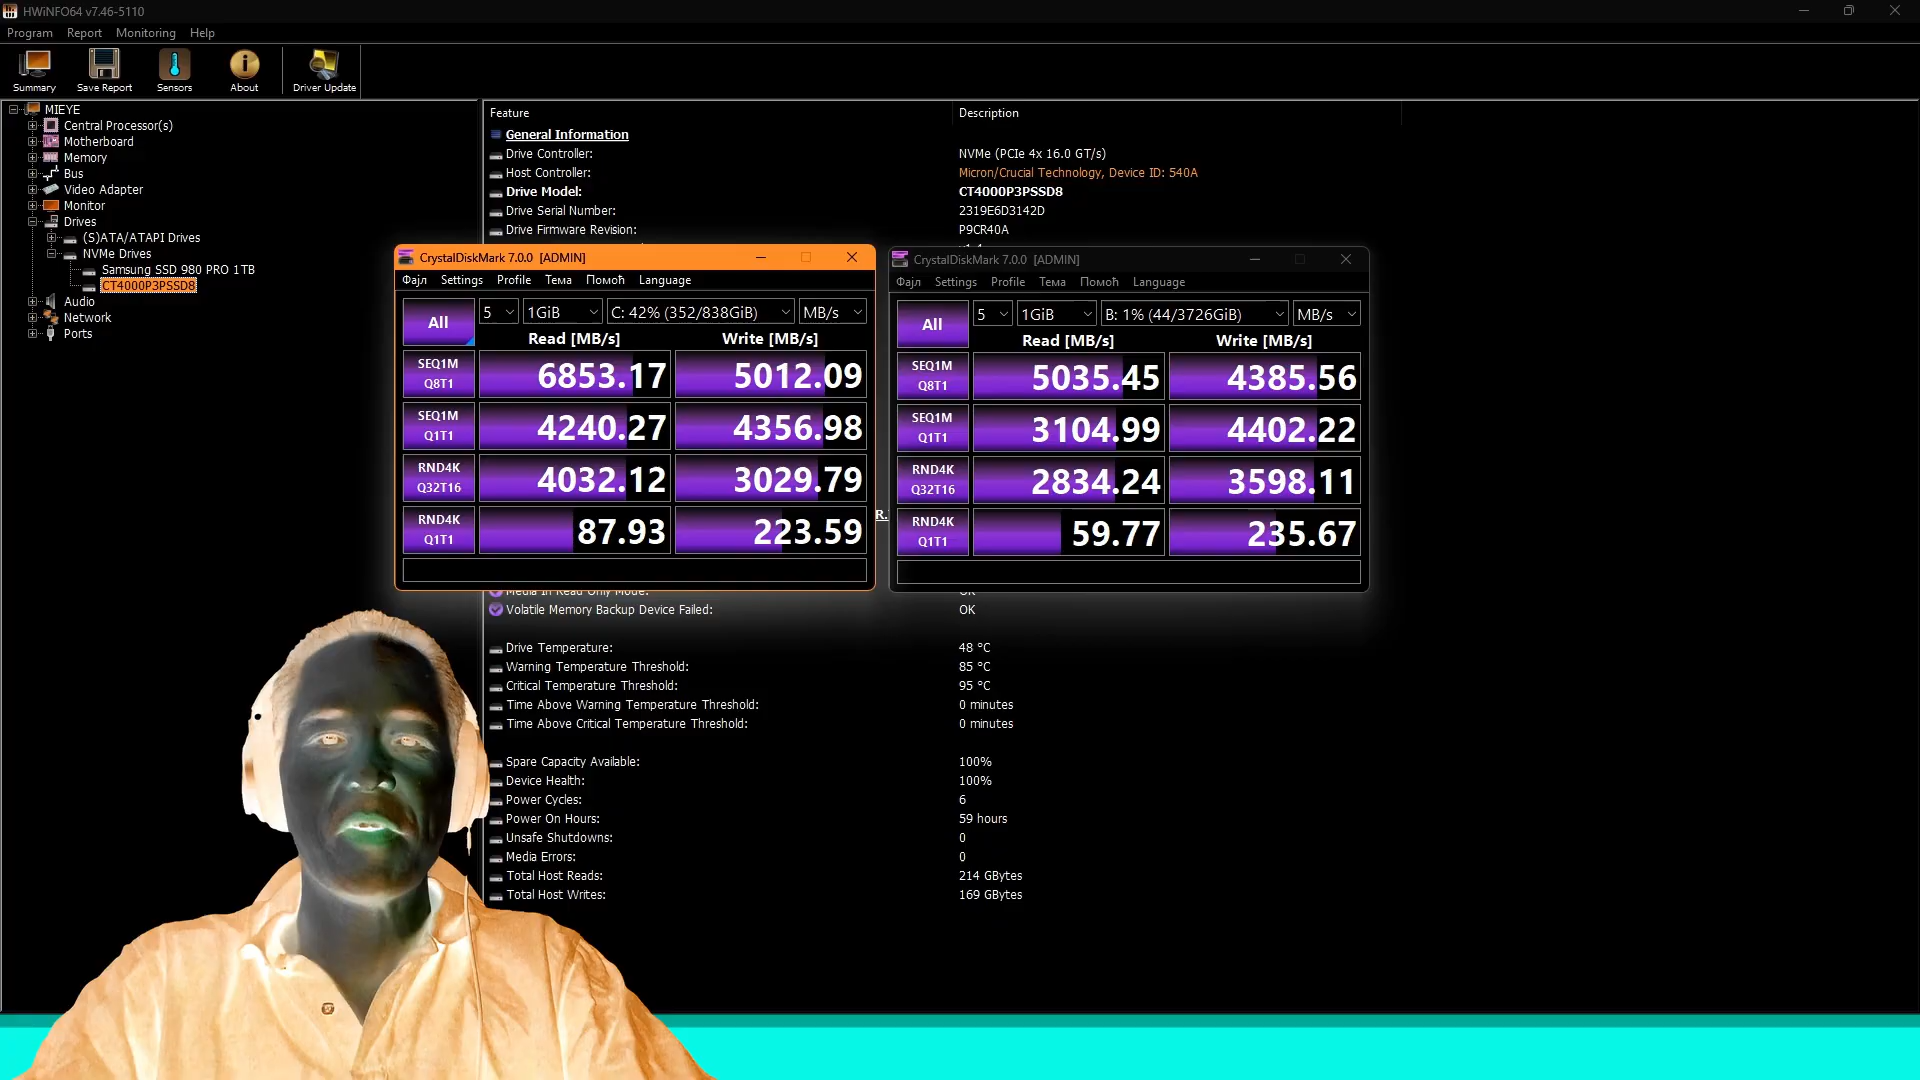 HWiNFO64 v7.46-5110
Program Report Monitoring Help
Summary Save Report Sensors About Driver Update
MIEYE
Central Processor(s)
Motherboard
Memory
Bus
Video Adapter
Monitor
Drives
(S)ATA/ATAPI Drives
NVMe Drives
Samsung SSD 980 PRO 1TB
CT4000P3PSSD8
Audio
Network
Ports
Feature Description
General Information
Drive Controller: NVMe (PCIe 4x 16.0 GT/s)
Host Controller: Micron/Crucial Technology, Device ID: 540A
Drive Model: CT4000P3PSSD8
Drive Serial Number: 2319E6D3142D
Drive Firmware Revision: P9CR40A
CrystalDiskMark 7.0.0 [ADMIN]
Фајл Settings Profile Тема Помоћ Language
All 5 1GiB C: 42% (352/838GiB) MB/s
Read [MB/s] Write [MB/s]
SEQ1M
Q8T1 6853.17 5012.09
SEQ1M
Q1T1 4240.27 4356.98
RND4K
Q32T16 4032.12 3029.79
RND4K
Q1T1 87.93 223.59
CrystalDiskMark 7.0.0 [ADMIN]
Фајл Settings Profile Тема Помоћ Language
All 5 1GiB B: 1% (44/3726GiB) MB/s
Read [MB/s] Write [MB/s]
SEQ1M
Q8T1 5035.45 4385.56
SEQ1M
Q1T1 3104.99 4402.22
RND4K
Q32T16 2834.24 3598.11
RND4K
Q1T1 59.77 235.67
Media in Read Only Mode: OK
Volatile Memory Backup Device Failed: OK
Drive Temperature: 48 °C
Warning Temperature Threshold: 85 °C
Critical Temperature Threshold: 95 °C
Time Above Warning Temperature Threshold: 0 minutes
Time Above Critical Temperature Threshold: 0 minutes
Spare Capacity Available: 100%
Device Health: 100%
Power Cycles: 6
Power On Hours: 59 hours
Unsafe Shutdowns: 0
Media Errors: 0
Total Host Reads: 214 GBytes
Total Host Writes: 169 GBytes